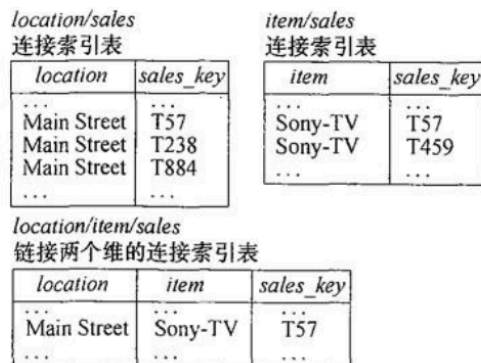 location/sales
连接索引表
location sales_key
... ...
Main Street T57
Main Street T238
Main Street T884
... ...
item/sales
连接索引表
item sales_key
... ...
Sony-TV T57
Sony-TV T459
... ...
location/item/sales
链接两个维的连接索引表
location item sales_key
... ... ...
Main Street Sony-TV T57
... ... ...